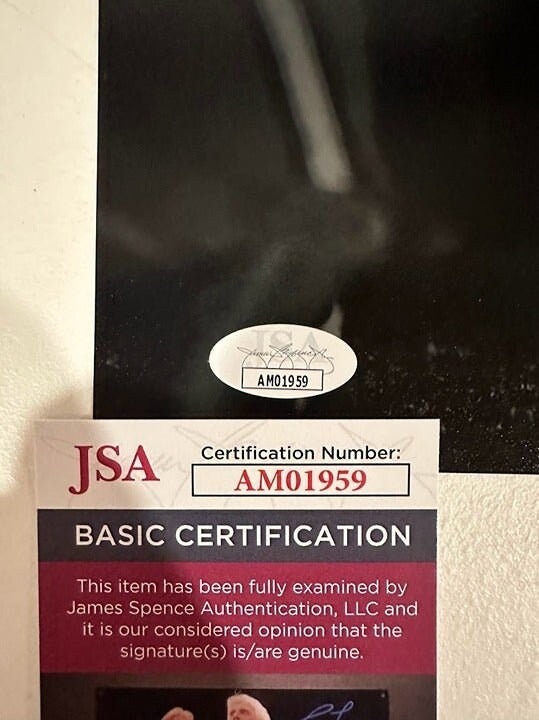 JSA
AM01959
JSA
Certification Number:
AM01959
BASIC CERTIFICATION
This item has been fully examined by
James Spence Authentication, LLC and
it is our considered opinion that the
signature(s) is/are genuine.